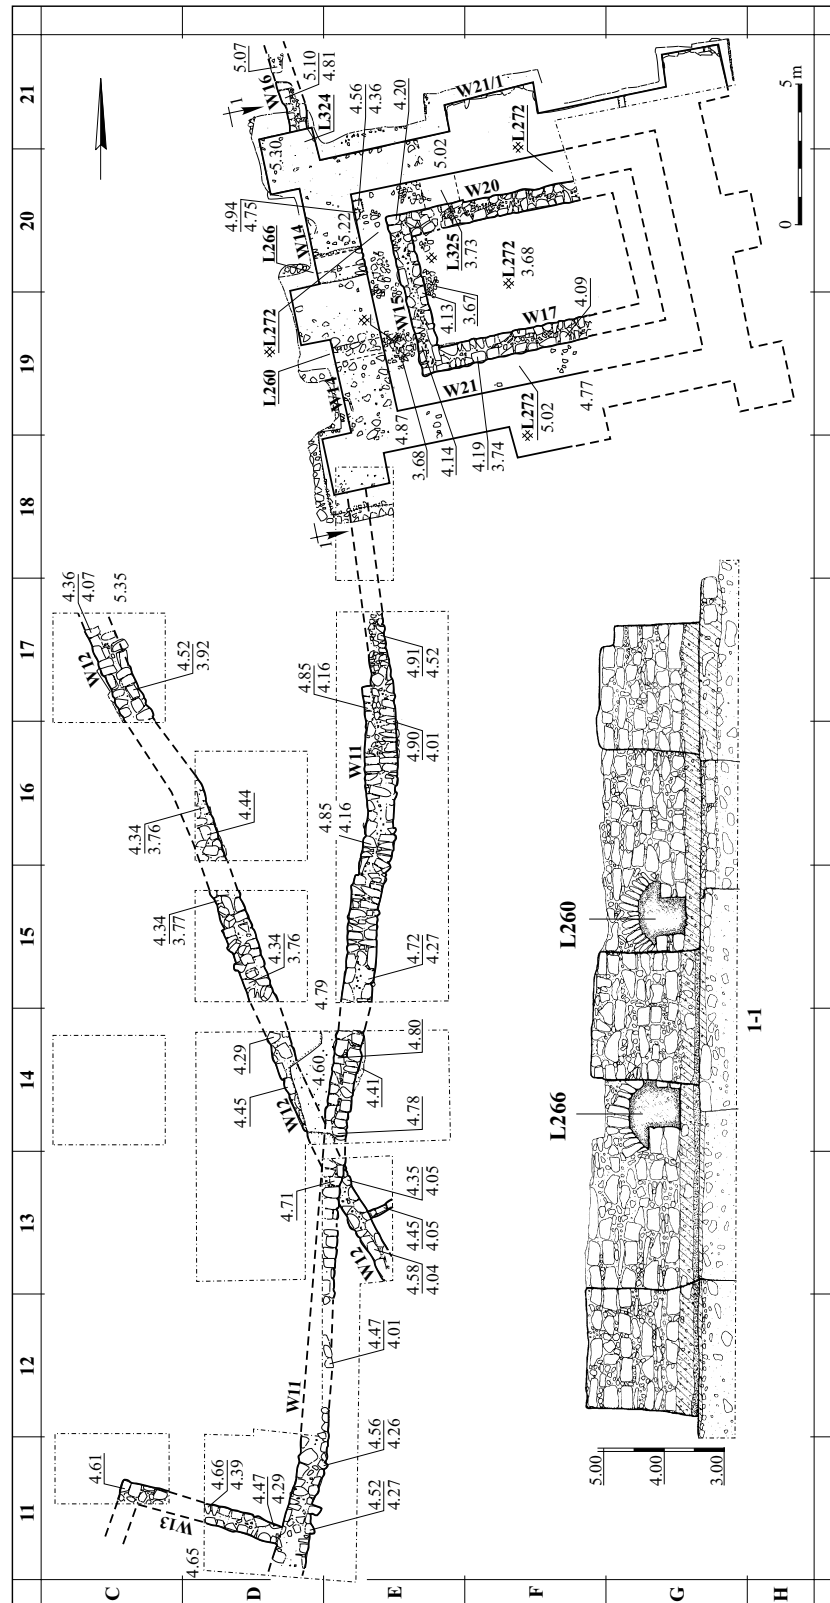 21
20
19
18
17
16
15
14
13
12
11
C
D
E
F
G
H
5.07
W16
5.10
4.81
1
L324
5.30
4.56
4.36
4.20
W21/1
5 m
0
4.94
4.75
5.22
W14
L266
5.02
※L272
W20
L325
3.73
※L272
3.68
※L272
L260
W15
4.13
3.67
W17
4.09
W14
W21
※L272
5.02
4.77
4.87
3.68
4.14
4.19
3.74
1
4.36
4.07
5.35
W12
4.52
3.92
4.85
4.16
4.91
4.52
W11
4.90
4.01
4.34
3.76
4.44
4.85
4.16
4.34
3.77
4.34
3.76
4.79
4.72
4.27
4.29
4.60
4.80
4.45
W12
4.41
4.78
4.71
4.35
4.05
4.45
4.05
W12
4.58
4.04
4.47
4.01
W11
4.61
W13
4.66
4.39
4.47
4.29
4.65
4.56
4.26
4.52
4.27
L260
L266
1-1
5.00
4.00
3.00